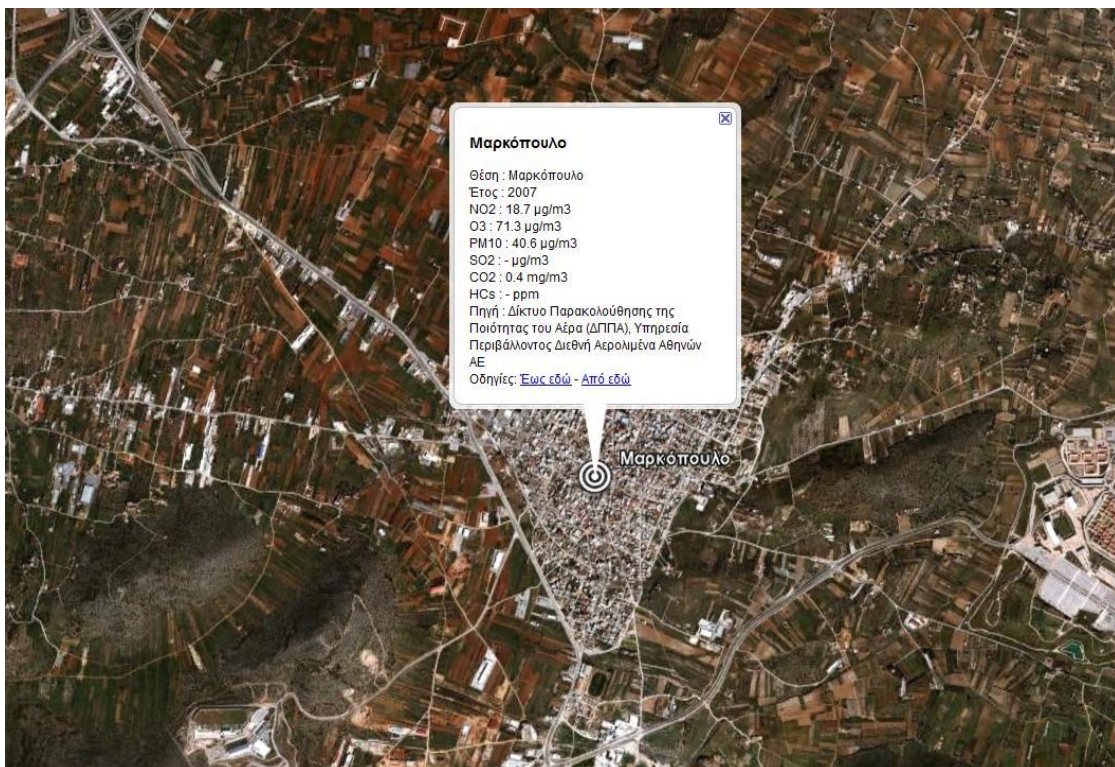 Μαρκόπουλο
Θέση : Μαρκόπουλο
Έτος : 2007
NO2 : 18.7 μg/m3
O3 : 71.3 μg/m3
PM10 : 40.6 μg/m3
SO2 : - μg/m3
CO2 : 0.4 mg/m3
HCs : - ppm
Πηγή : Δίκτυο Παρακολούθησης της
Ποιότητας του Αέρα (ΔΠΠΑ), Υπηρεσία
Περιβάλλοντος Διεθνή Αερολιμένα Αθηνών
ΑΕ
Οδηγίες: Έως εδώ - Από εδώ
Μαρκόπουλο